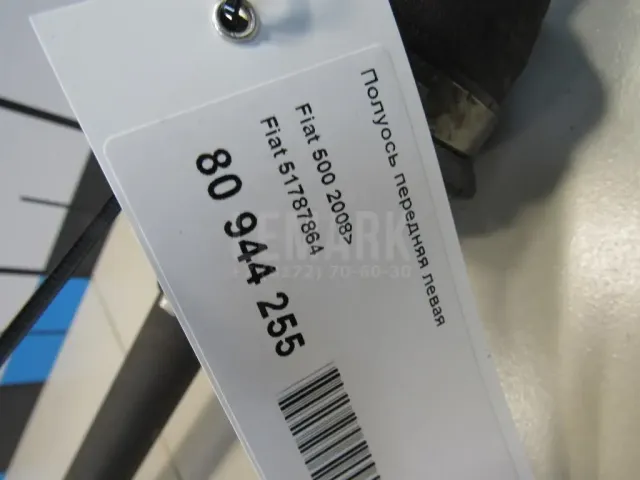 Полуось передняя левая
Fiat 500 2008>
Fiat 51787864
80 944 255